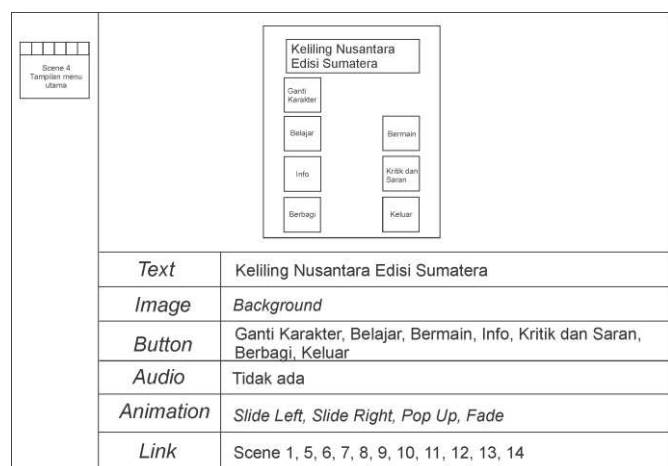 Scene 4
Tampilan menu
utama
Keliling Nusantara
Edisi Sumatera
Ganti
Karakter
Belajar
Bermain
Info
Kritik dan
Saran
Berbagi
Keluar
Text
Keliling Nusantara Edisi Sumatera
Image
Background
Button
Ganti Karakter, Belajar, Bermain, Info, Kritik dan Saran,
Berbagi, Keluar
Audio
Tidak ada
Animation
Slide Left, Slide Right, Pop Up, Fade
Link
Scene 1, 5, 6, 7, 8, 9, 10, 11, 12, 13, 14